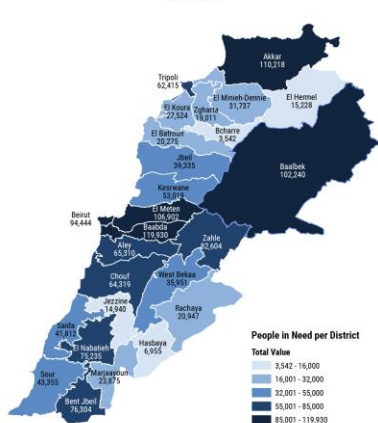 Akkar
110,218
Tripoli
62,415
El Minieh-Dennie
31,737
El Hermel
15,228
El Koura
27,524
Zgharta
19,011
Bcharre
3,542
El Batroun
20,275
Jbeil
39,335
Baalbek
102,240
Kesrwane
53,019
El Meten
106,902
Beirut
94,444
Baabda
119,930
Zahle
82,604
Aley
65,310
Chouf
64,319
West Bekaa
35,951
Jezzine
14,940
Rachaya
20,947
Saida
41,812
El Nabatieh
75,235
Hasbaya
6,955
Marjaayoun
23,875
Sour
43,355
Bent Jbeil
76,304
People in Need per District
Total Value
3,542 - 16,000
16,001 - 32,000
32,001 - 55,000
55,001 - 85,000
85,001 - 119,930